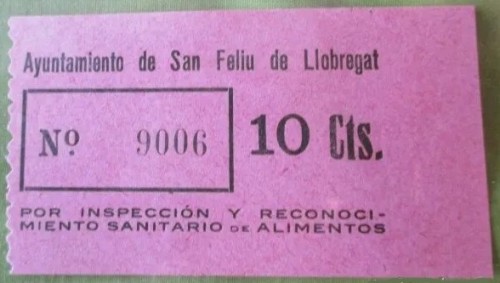 Ayuntamiento de San Feliu de Llobregat
Nº 9006
10 Cts.
POR INSPECCIÓN Y RECONOCI-
MIENTO SANITARIO DE ALIMENTOS